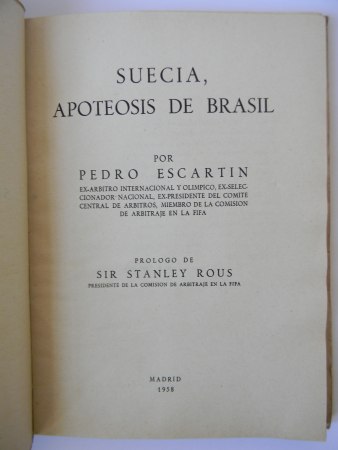 SUECIA,
APOTEOSIS DE BRASIL
POR
PEDRO ESCARTIN
EX-ARBITRO INTERNACIONAL Y OLIMPICO, EX-SELEC-
CIONADOR NACIONAL, EX-PRESIDENTE DEL COMITE
CENTRAL DE ARBITROS, MIEMBRO DE LA COMISION
DE ARBITRAJE EN LA FIFA
PROLOGO DE
SIR STANLEY ROUS
PRESIDENTE DE LA COMISION DE ARBITRAJE EN LA FIFA
MADRID
1958